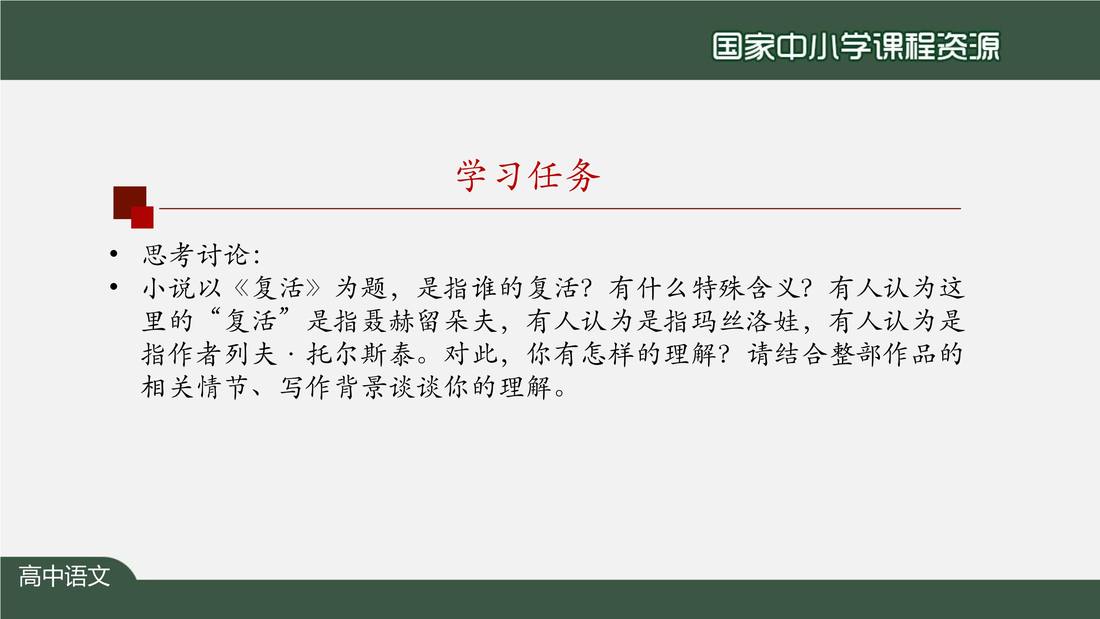 国家中小学课程资源
学习任务
• 思考讨论：
• 小说以《复活》为题，是指谁的复活？有什么特殊含义？有人认为这
里的“复活”是指聂赫留朵夫，有人认为是指玛丝洛娃，有人认为是
指作者列夫·托尔斯泰。对此，你有怎样的理解？请结合整部作品的
相关情节、写作背景谈谈你的理解。
高中语文